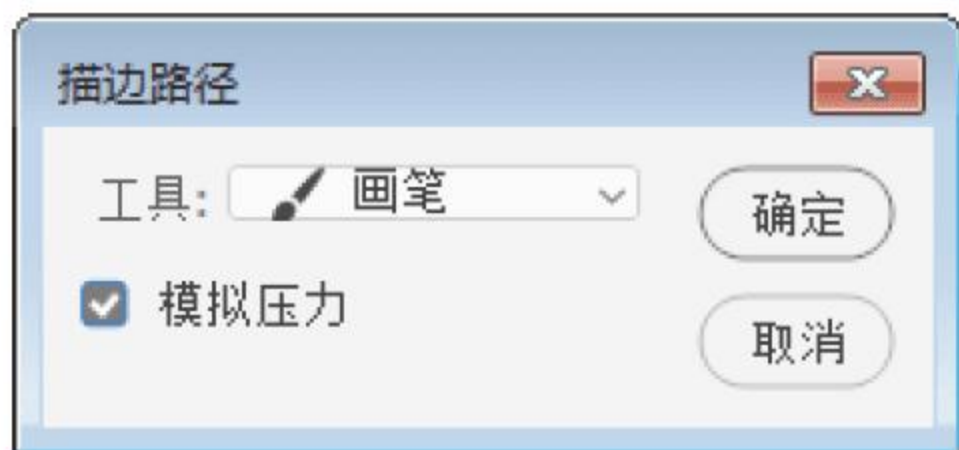 描边路径
工具: 画笔
确定
模拟压力
取消